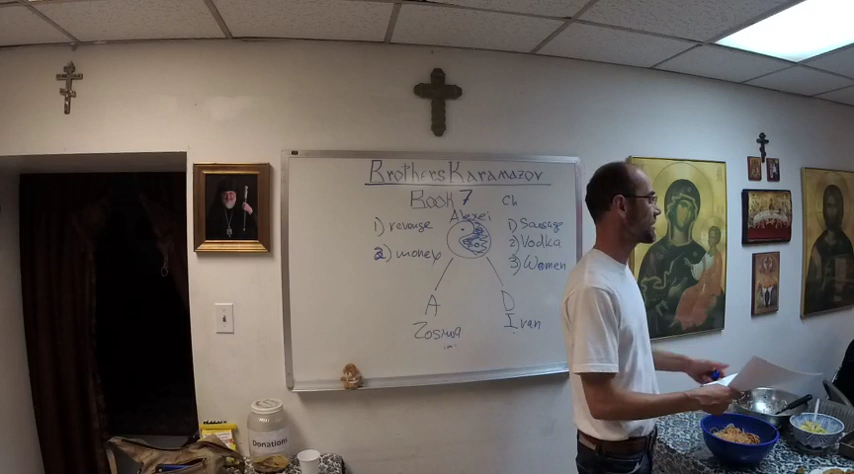 Brothers Karamazov
Book 7 Ch
Alexei
1) revenge
2) money
1) Sausage
2) Vodka
3) Women
A
Zosima
D
Ivan
Donations